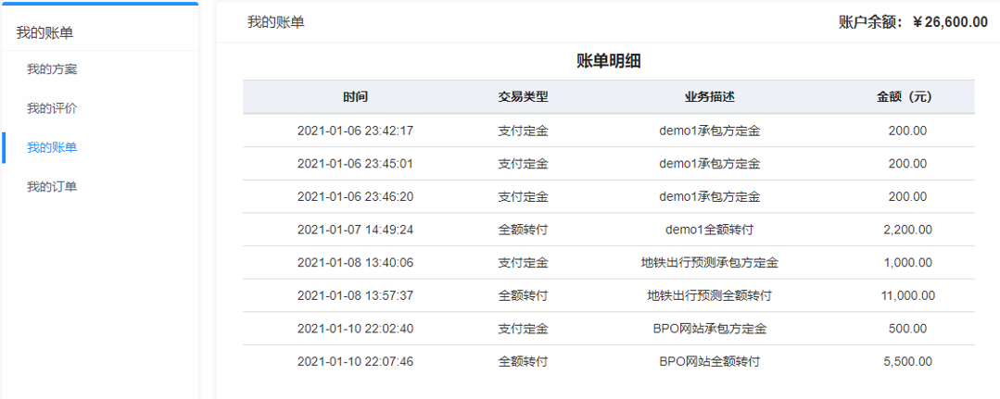 我的账单
我的方案
我的评价
我的账单
我的订单
我的账单 账户余额：￥26,600.00
账单明细
时间 交易类型 业务描述 金额（元）
2021-01-06 23:42:17 支付定金 demo1承包方定金 200.00
2021-01-06 23:45:01 支付定金 demo1承包方定金 200.00
2021-01-06 23:46:20 支付定金 demo1承包方定金 200.00
2021-01-07 14:49:24 全额转付 demo1全额转付 2,200.00
2021-01-08 13:40:06 支付定金 地铁出行预测承包方定金 1,000.00
2021-01-08 13:57:37 全额转付 地铁出行预测全额转付 11,000.00
2021-01-10 22:02:40 支付定金 BPO网站承包方定金 500.00
2021-01-10 22:07:46 全额转付 BPO网站全额转付 5,500.00